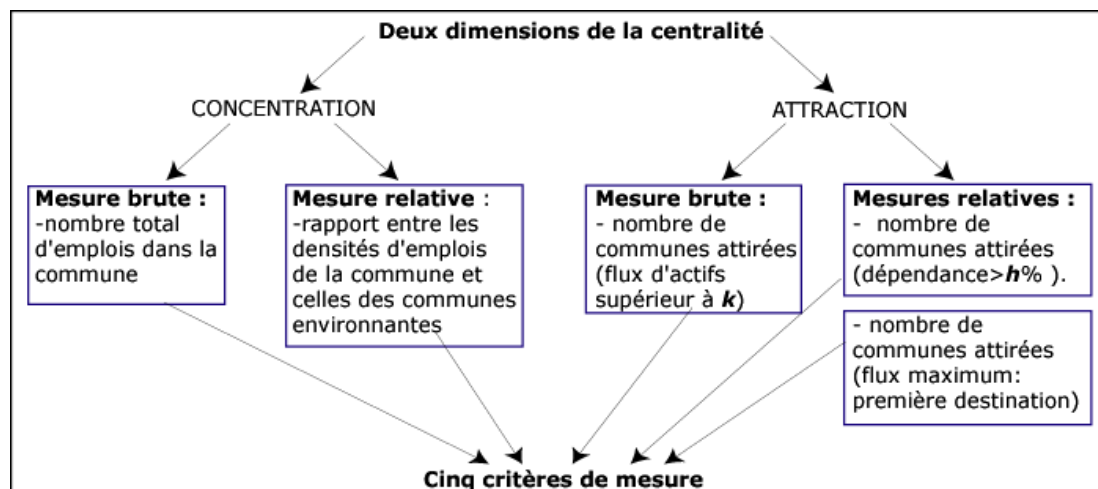 Deux dimensions de la centralité
CONCENTRATION
ATTRACTION
Mesure brute :
-nombre total
d'emplois dans la
commune
Mesure relative :
-rapport entre les
densités d'emplois
de la commune et
celles des communes
environnantes
Mesure brute :
- nombre de
communes attirées
(flux d'actifs
supérieur à k)
Mesures relatives :
- nombre de
communes attirées
(dépendance>h% ).
- nombre de
communes attirées
(flux maximum:
première destination)
Cinq critères de mesure